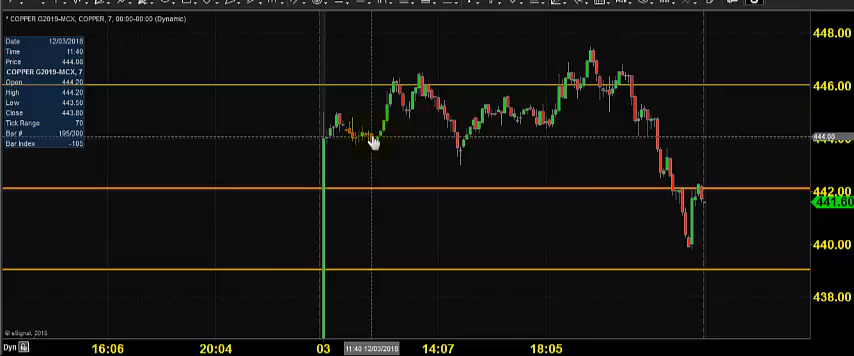 * COPPER G2019-MCX, COPPER, 7, 00:00-00:00 (Dynamic)
Date 12/03/2018
Time 11:40
Price 444.08
COPPER G2019-MCX, 7
Open 444.20
High 444.20
Low 443.50
Close 443.80
Tick Range 70
Bar # 195/300
Bar Index -105
448.00
446.00
444.00
442.00
441.60
440.00
438.00
© eSignal, 2018
Dyn 16:06 20:04 03 11:40 12/03/2018 14:07 18:05